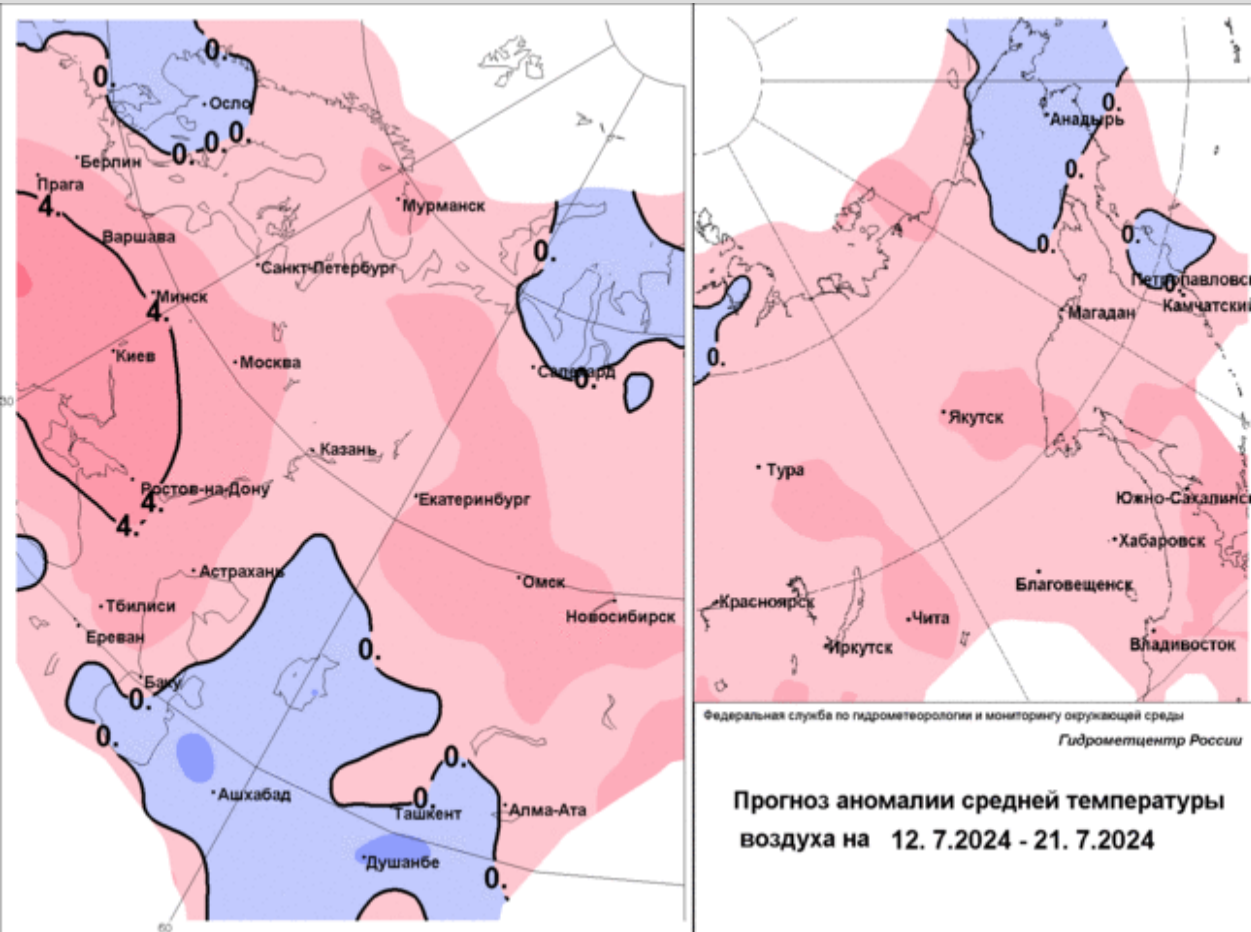 0.
0.
Осло
0.
0.
0.
Берлин
Прага
4.
Варшава
Мурманск
Санкт-Петербург
0.
Минск
4.
Киев
Москва
Салехард
0.
30
Казань
Ростов-на-Дону
4.
4.
Екатеринбург
Астрахань
Омск
Тбилиси
Новосибирск
Ереван
0.
Баку
0.
0.
0.
Ашхабад
0.
Ташкент
Алма-Ата
Душанбе
0.
60
0.
Анадырь
0.
0.
0.
Петропавловск
0.
Камчатский
Магадан
0.
Якутск
Тура
Южно-Сахалинск
Хабаровск
Благовещенск
Красноярск
Чита
Иркутск
Владивосток
Федеральная служба по гидрометеорологии и мониторингу окружающей среды
Гидрометцентр России
Прогноз аномалии средней температуры
воздуха на 12. 7.2024 - 21. 7.2024